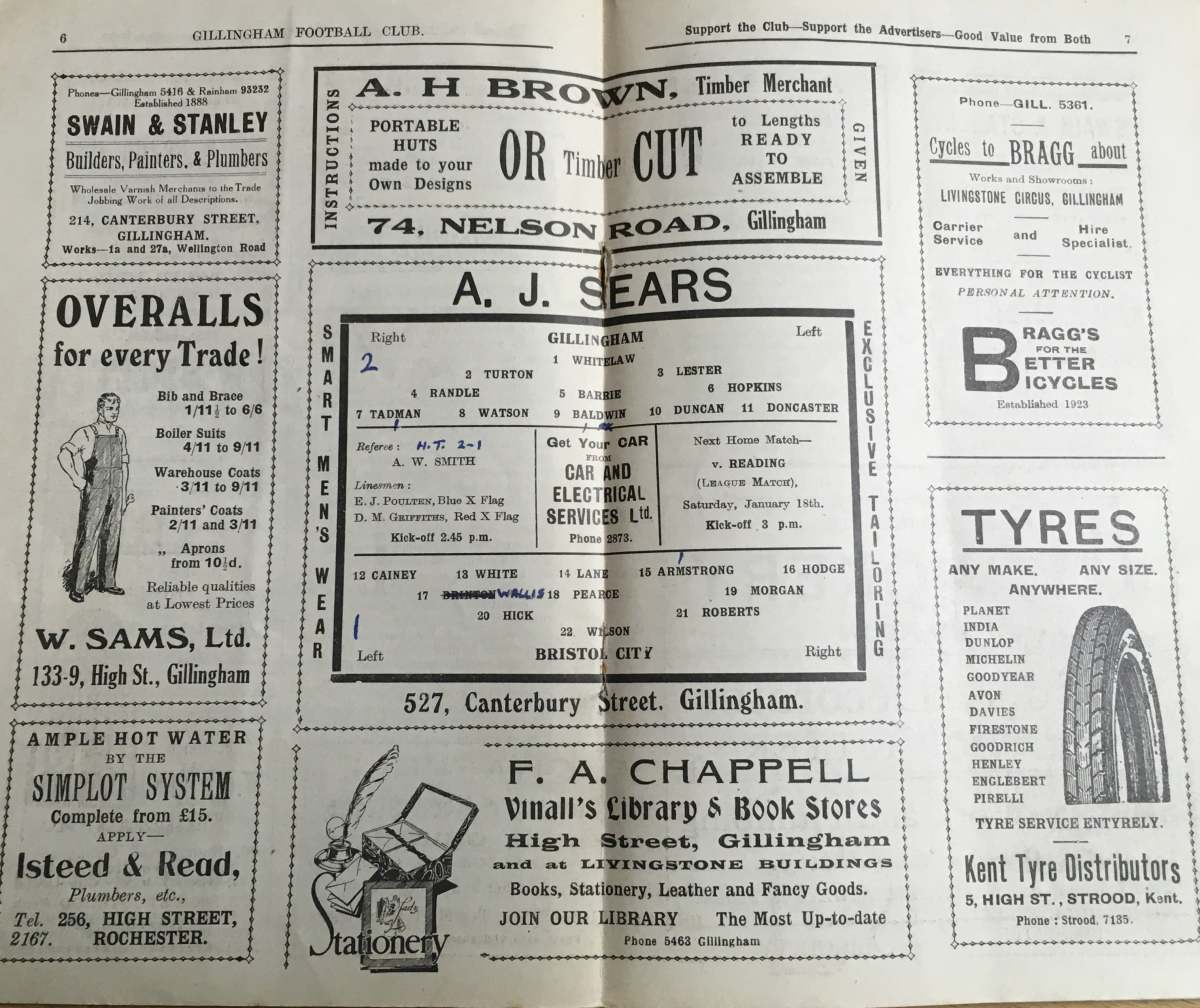 6 GILLINGHAM FOOTBALL CLUB.
Support the Club—Support the Advertisers—Good Value from Both 7
Phones—Gillingham 5416 & Rainham 93232
Established 1888
SWAIN & STANLEY
Builders, Painters, & Plumbers
Wholesale Varnish Merchants to the Trade
Jobbing Work of all Descriptions.
214, CANTERBURY STREET,
GILLINGHAM.
Works—1a and 27a, Wellington Road
OVERALLS
for every Trade!
Bib and Brace
1/11½ to 6/6
Boiler Suits
4/11 to 9/11
Warehouse Coats
3/11 to 9/11
Painters' Coats
2/11 and 3/11
„ Aprons
from 10½d.
Reliable qualities
at Lowest Prices
W. SAMS, Ltd.
133-9, High St., Gillingham
AMPLE HOT WATER
BY THE
SIMPLOT SYSTEM
Complete from £15.
APPLY—
Isteed & Read,
Plumbers, etc.,
Tel. 256, HIGH STREET,
2167. ROCHESTER.
INSTRUCTIONS
A. H BROWN, Timber Merchant
PORTABLE
HUTS
made to your
Own Designs
OR Timber CUT
to Lengths
READY
TO
ASSEMBLE
GIVEN
74, NELSON ROAD, Gillingham
A. J. SEARS
SMART MEN'S WEAR
EXCLUSIVE TAILORING
Right GILLINGHAM Left
2
1 WHITELAW
2 TURTON 3 LESTER
4 RANDLE 5 BARRIE 6 HOPKINS
7 TADMAN 8 WATSON 9 BALDWIN 10 DUNCAN 11 DONCASTER
1 1
Referee: H.T. 2-1
A. W. SMITH
Linesmen:
E. J. POULTEN, Blue X Flag
D. M. GRIFFITHS, Red X Flag
Kick-off 2.45 p.m.
Get Your CAR
FROM
CAR AND
ELECTRICAL
SERVICES Ltd.
Phone 2873.
Next Home Match—
v. READING
(LEAGUE MATCH),
Saturday, January 18th.
Kick-off 3 p.m.
1
12 CAINEY 13 WHITE 14 LANE 15 ARMSTRONG 16 HODGE
17 BRINTON WALLIS 18 PEARCE 19 MORGAN
20 HICK 21 ROBERTS
1
22 WILSON
Left BRISTOL CITY Right
527, Canterbury Street. Gillingham.
Stationery
F. A. CHAPPELL
Vinall's Library & Book Stores
High Street, Gillingham
and at LIVINGSTONE BUILDINGS
Books, Stationery, Leather and Fancy Goods.
JOIN OUR LIBRARY The Most Up-to-date
Phone 5463 Gillingham
Phone—GILL. 5361.
Cycles to BRAGG about
Works and Showrooms:
LIVINGSTONE CIRCUS, GILLINGHAM
Carrier Service and Hire Specialist.
EVERYTHING FOR THE CYCLIST
PERSONAL ATTENTION.
BRAGG'S
FOR THE
BETTER
BICYCLES
Established 1923
TYRES
ANY MAKE. ANY SIZE.
ANYWHERE.
PLANET
INDIA
DUNLOP
MICHELIN
GOODYEAR
AVON
DAVIES
FIRESTONE
GOODRICH
HENLEY
ENGLEBERT
PIRELLI
TYRE SERVICE ENTYRELY.
Kent Tyre Distributors
5, HIGH ST., STROOD, Kent.
Phone: Strood. 7135.